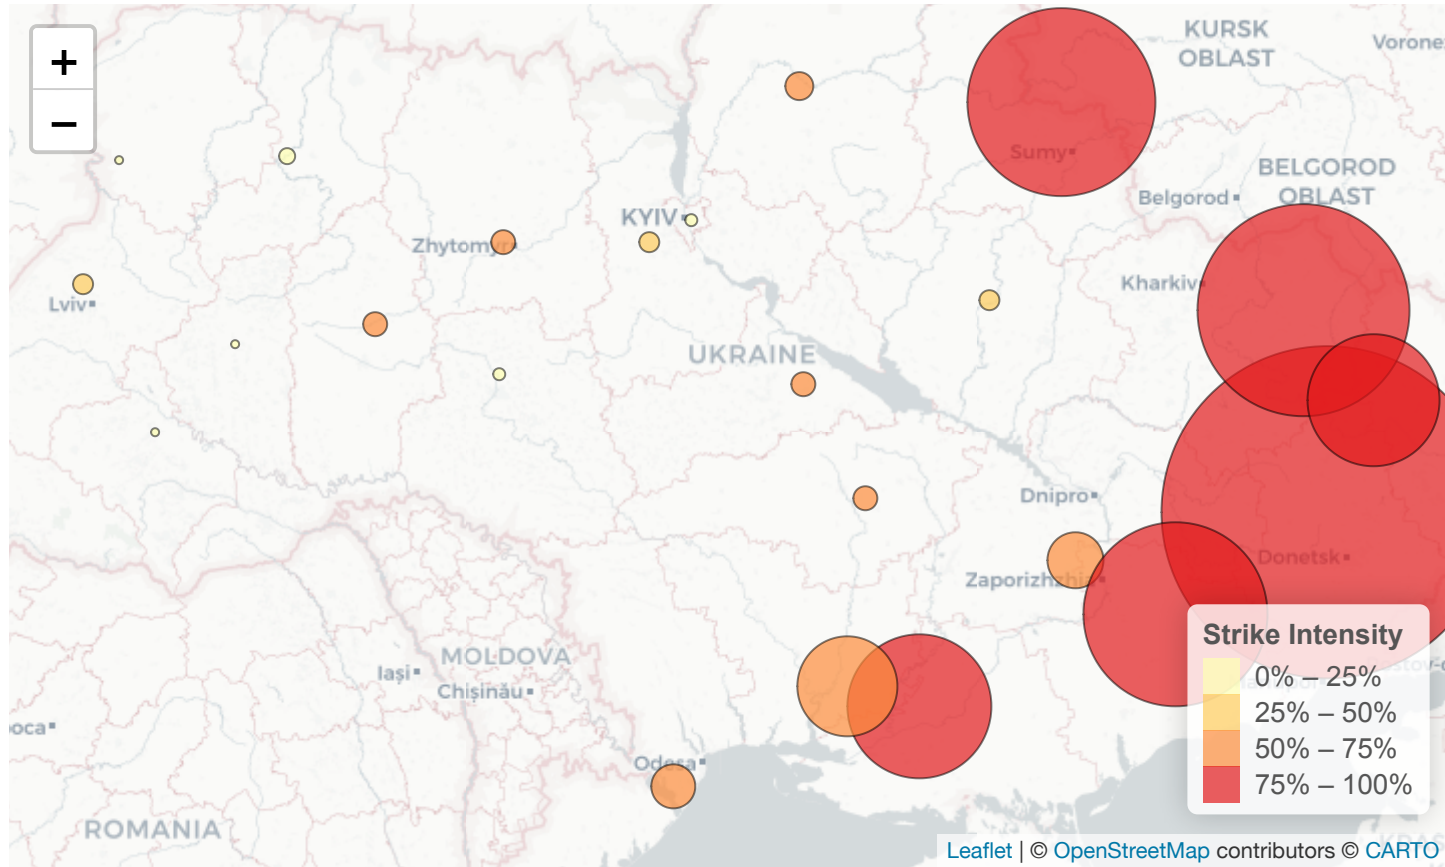 +
−
KURSK
OBLAST
Sumy
BELGOROD
OBLAST
Belgorod
KYIV
Zhytomyr
Kharkiv
Lviv
UKRAINE
Dnipro
Donetsk
Zaporizhzhia
MOLDOVA
Iași
Chișinău
Odesa
ROMANIA
Strike Intensity
0% – 25%
25% – 50%
50% – 75%
75% – 100%
Leaflet | © OpenStreetMap contributors © CARTO